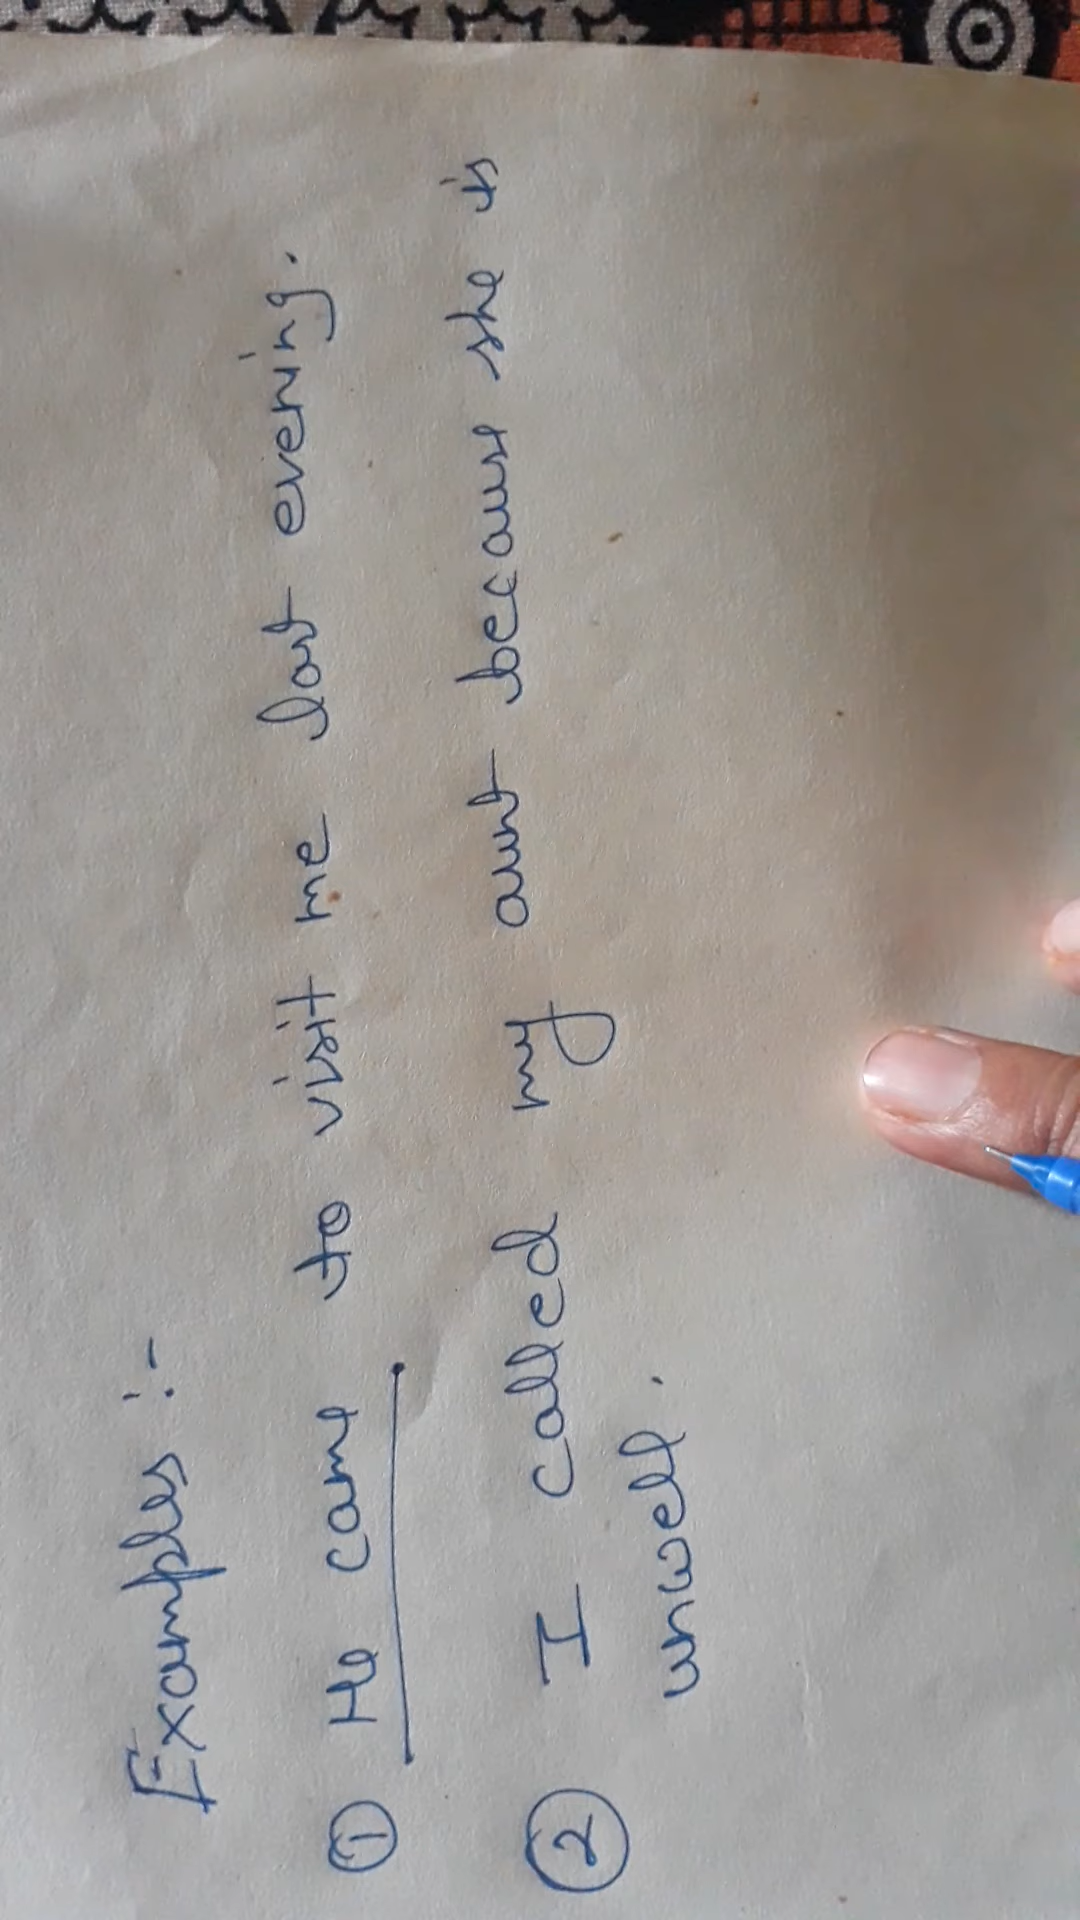 Examples :-
① He came to visit me last evening.
② I called my aunt because she is
unwell.